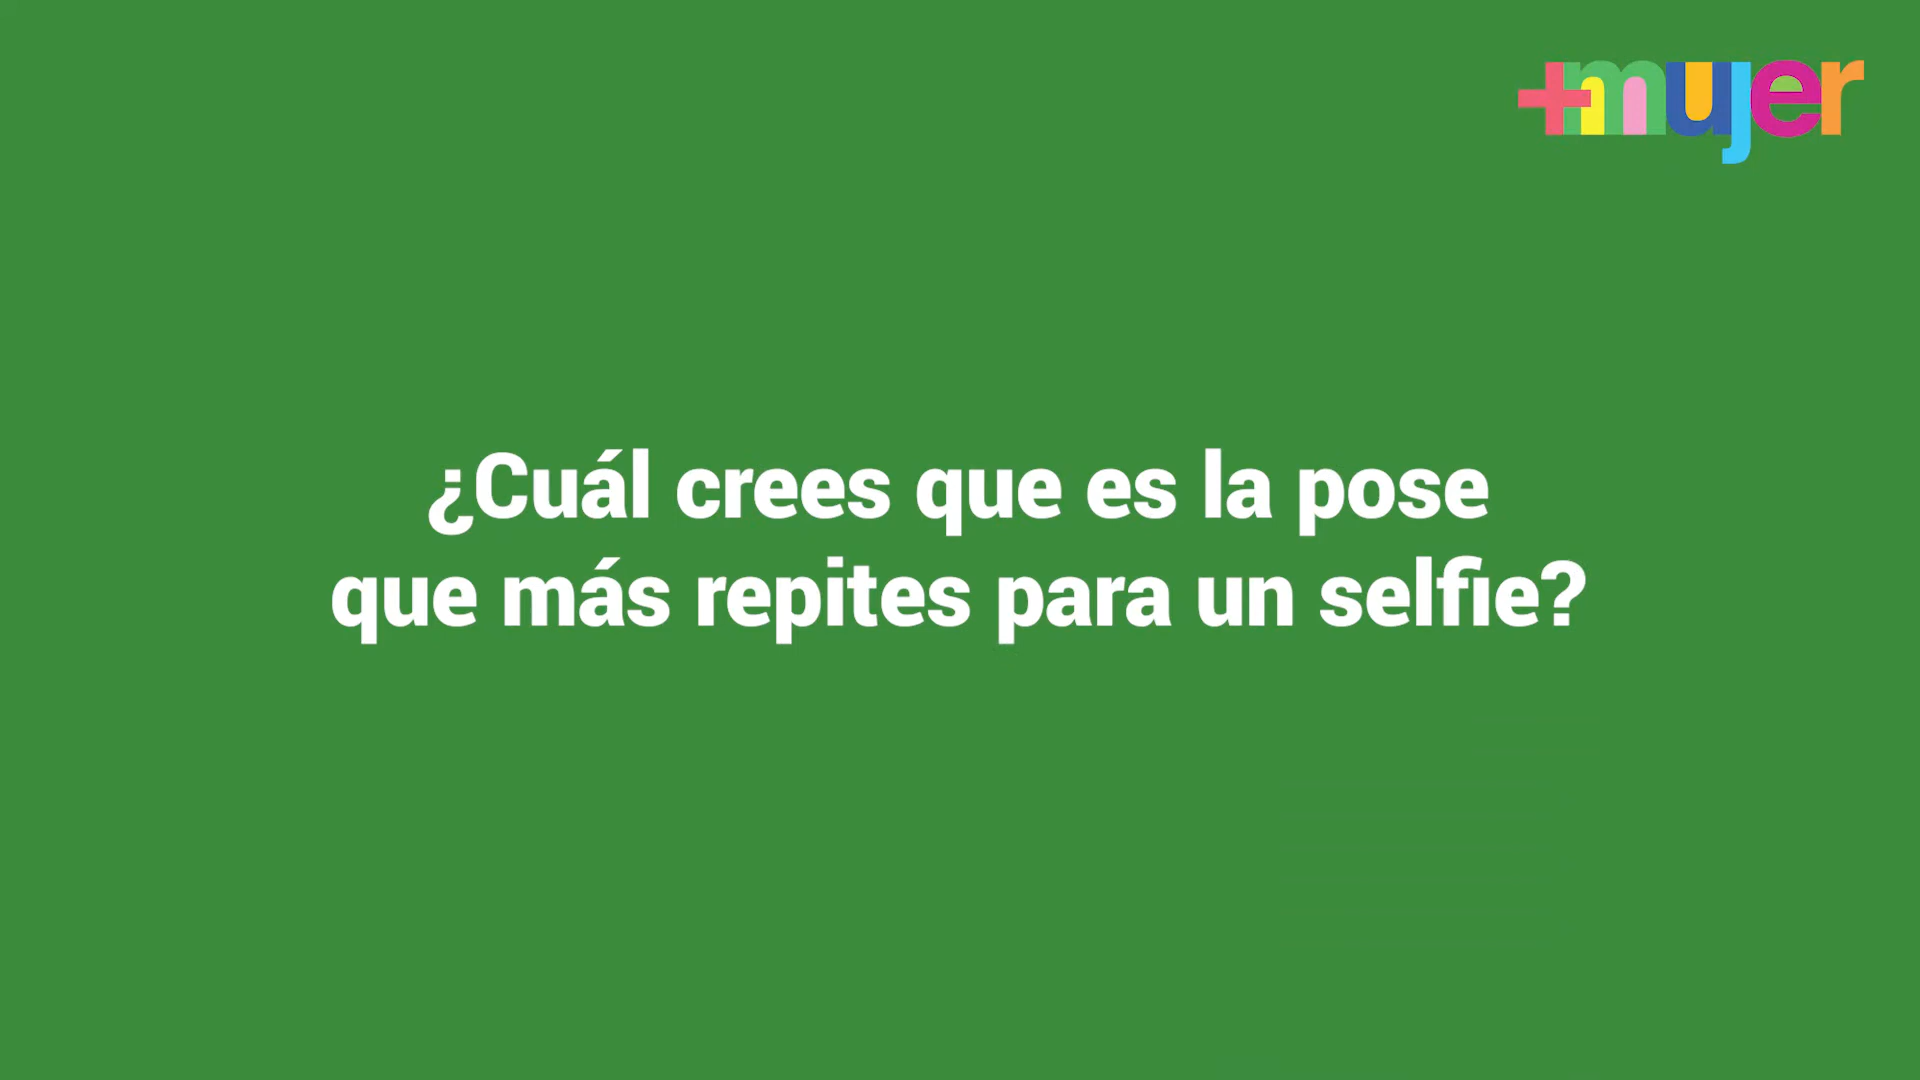 +mujer
¿Cuál crees que es la pose
que más repites para un selfie?